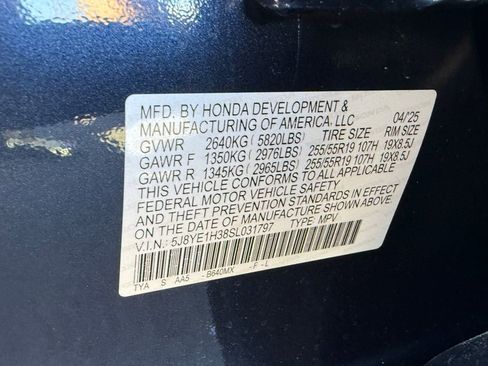 MFD. BY HONDA DEVELOPMENT & 04/25
MANUFACTURING OF AMERICA, LLC
GVWR 2640KG ( 5820LBS) TIRE SIZE RIM SIZE
GAWR F 1350KG ( 2976LBS) 255/55R19 107H 19X8.5J
GAWR R 1345KG ( 2965LBS) 255/55R19 107H 19X8.5J
THIS VEHICLE CONFORMS TO ALL APPLICABLE
FEDERAL MOTOR VEHICLE SAFETY
STANDARDS IN EFFECT ON THE
DATE OF MANUFACTURE SHOWN ABOVE.
V.I.N.: 5J8YE1H38SL031797 TYPE: MPV
TYA S AA5 - B640MX - F - L